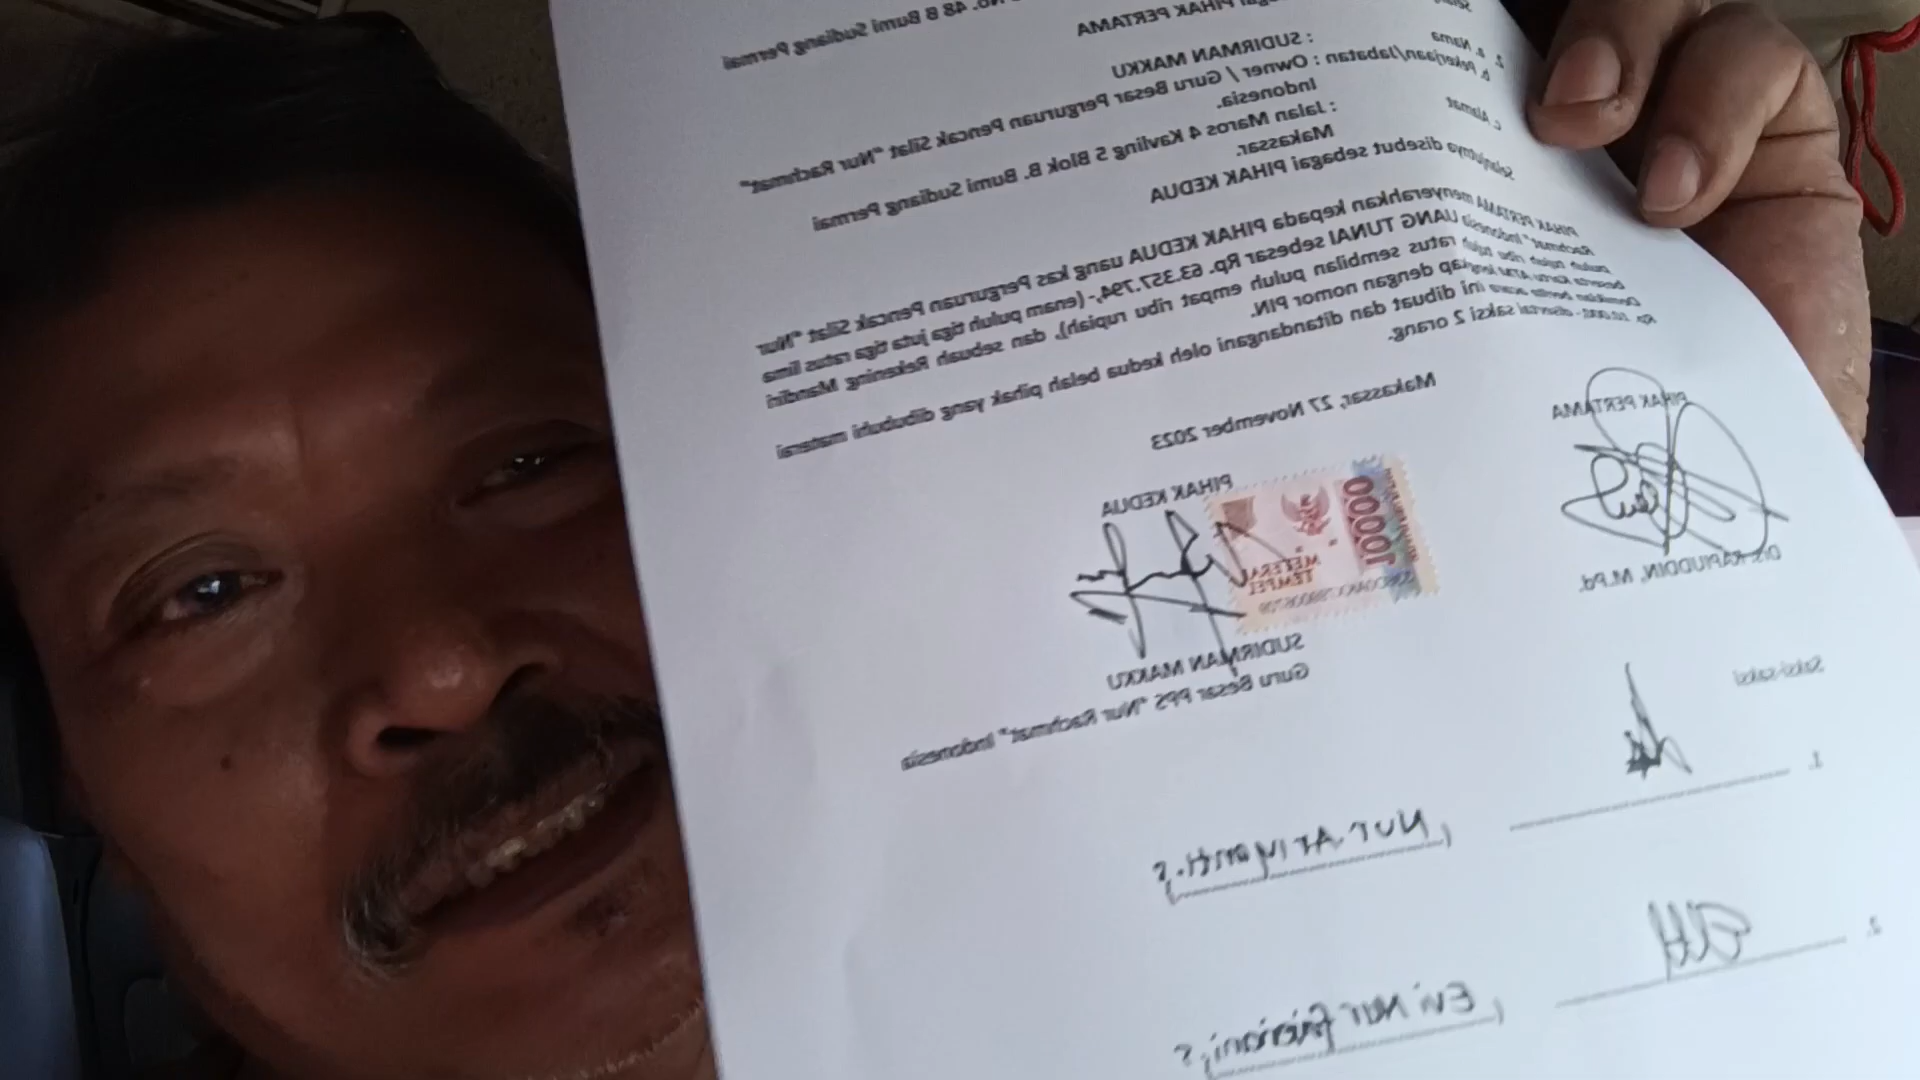 No. 48 B Bumi Sudiang Permai
PIHAK PERTAMA
2. a. Nama : SUDIRMAN MAKKU
b. Pekerjaan/Jabatan : Owner / Guru Besar Perguruan Pencak Silat "Nur Rachmat"
Indonesia.
c. Alamat : Jalan Maros 4 Kavling 5 Blok B. Bumi Sudiang Permai
Makassar.
Selanjutnya disebut sebagai PIHAK KEDUA
PIHAK PERTAMA menyerahkan kepada PIHAK KEDUA uang kas Perguruan Pencak Silat "Nur
Rachmat" Indonesia UANG TUNAI sebesar Rp. 63.357.794,- (enam puluh tiga juta tiga ratus lima
puluh tujuh ribu tujuh ratus sembilan puluh empat ribu rupiah), dan sebuah Rekening Mandiri
beserta Kartu ATM lengkap dengan nomor PIN.
Demikian berita acara ini dibuat dan ditandangani oleh kedua belah pihak yang dibubuhi materai
Rp. 10.000,- disertai saksi 2 orang.
Makassar, 27 November 2023
PIHAK PERTAMA
PIHAK KEDUA
10000
METERAI
TEMPEL
Drs. RAPIUDDIN, M.Pd.
SUDIRMAN MAKKU
Guru Besar PPS "Nur Rachmat" Indonesia
Saksi-saksi
1.
Nur Ariyanti.S
2.
Evi Nur Fitriani,S